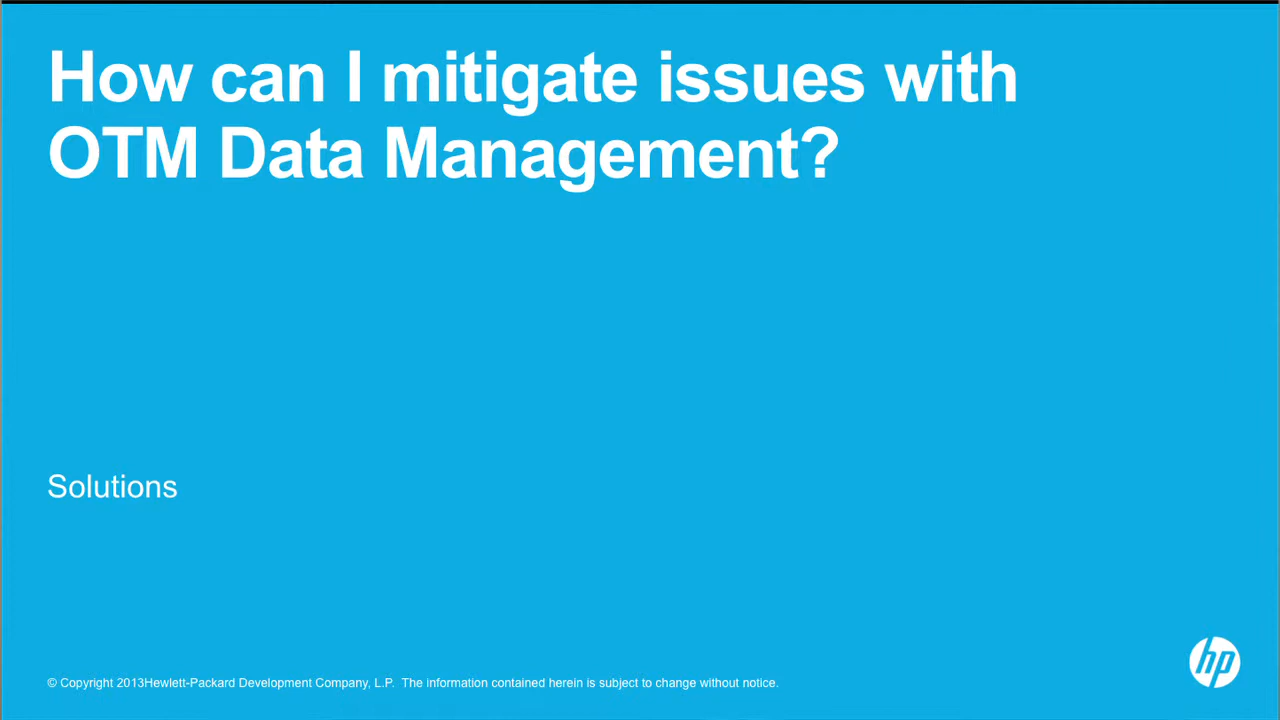 How can I mitigate issues with
OTM Data Management?
Solutions
© Copyright 2013Hewlett-Packard Development Company, L.P.  The information contained herein is subject to change without notice.
hp